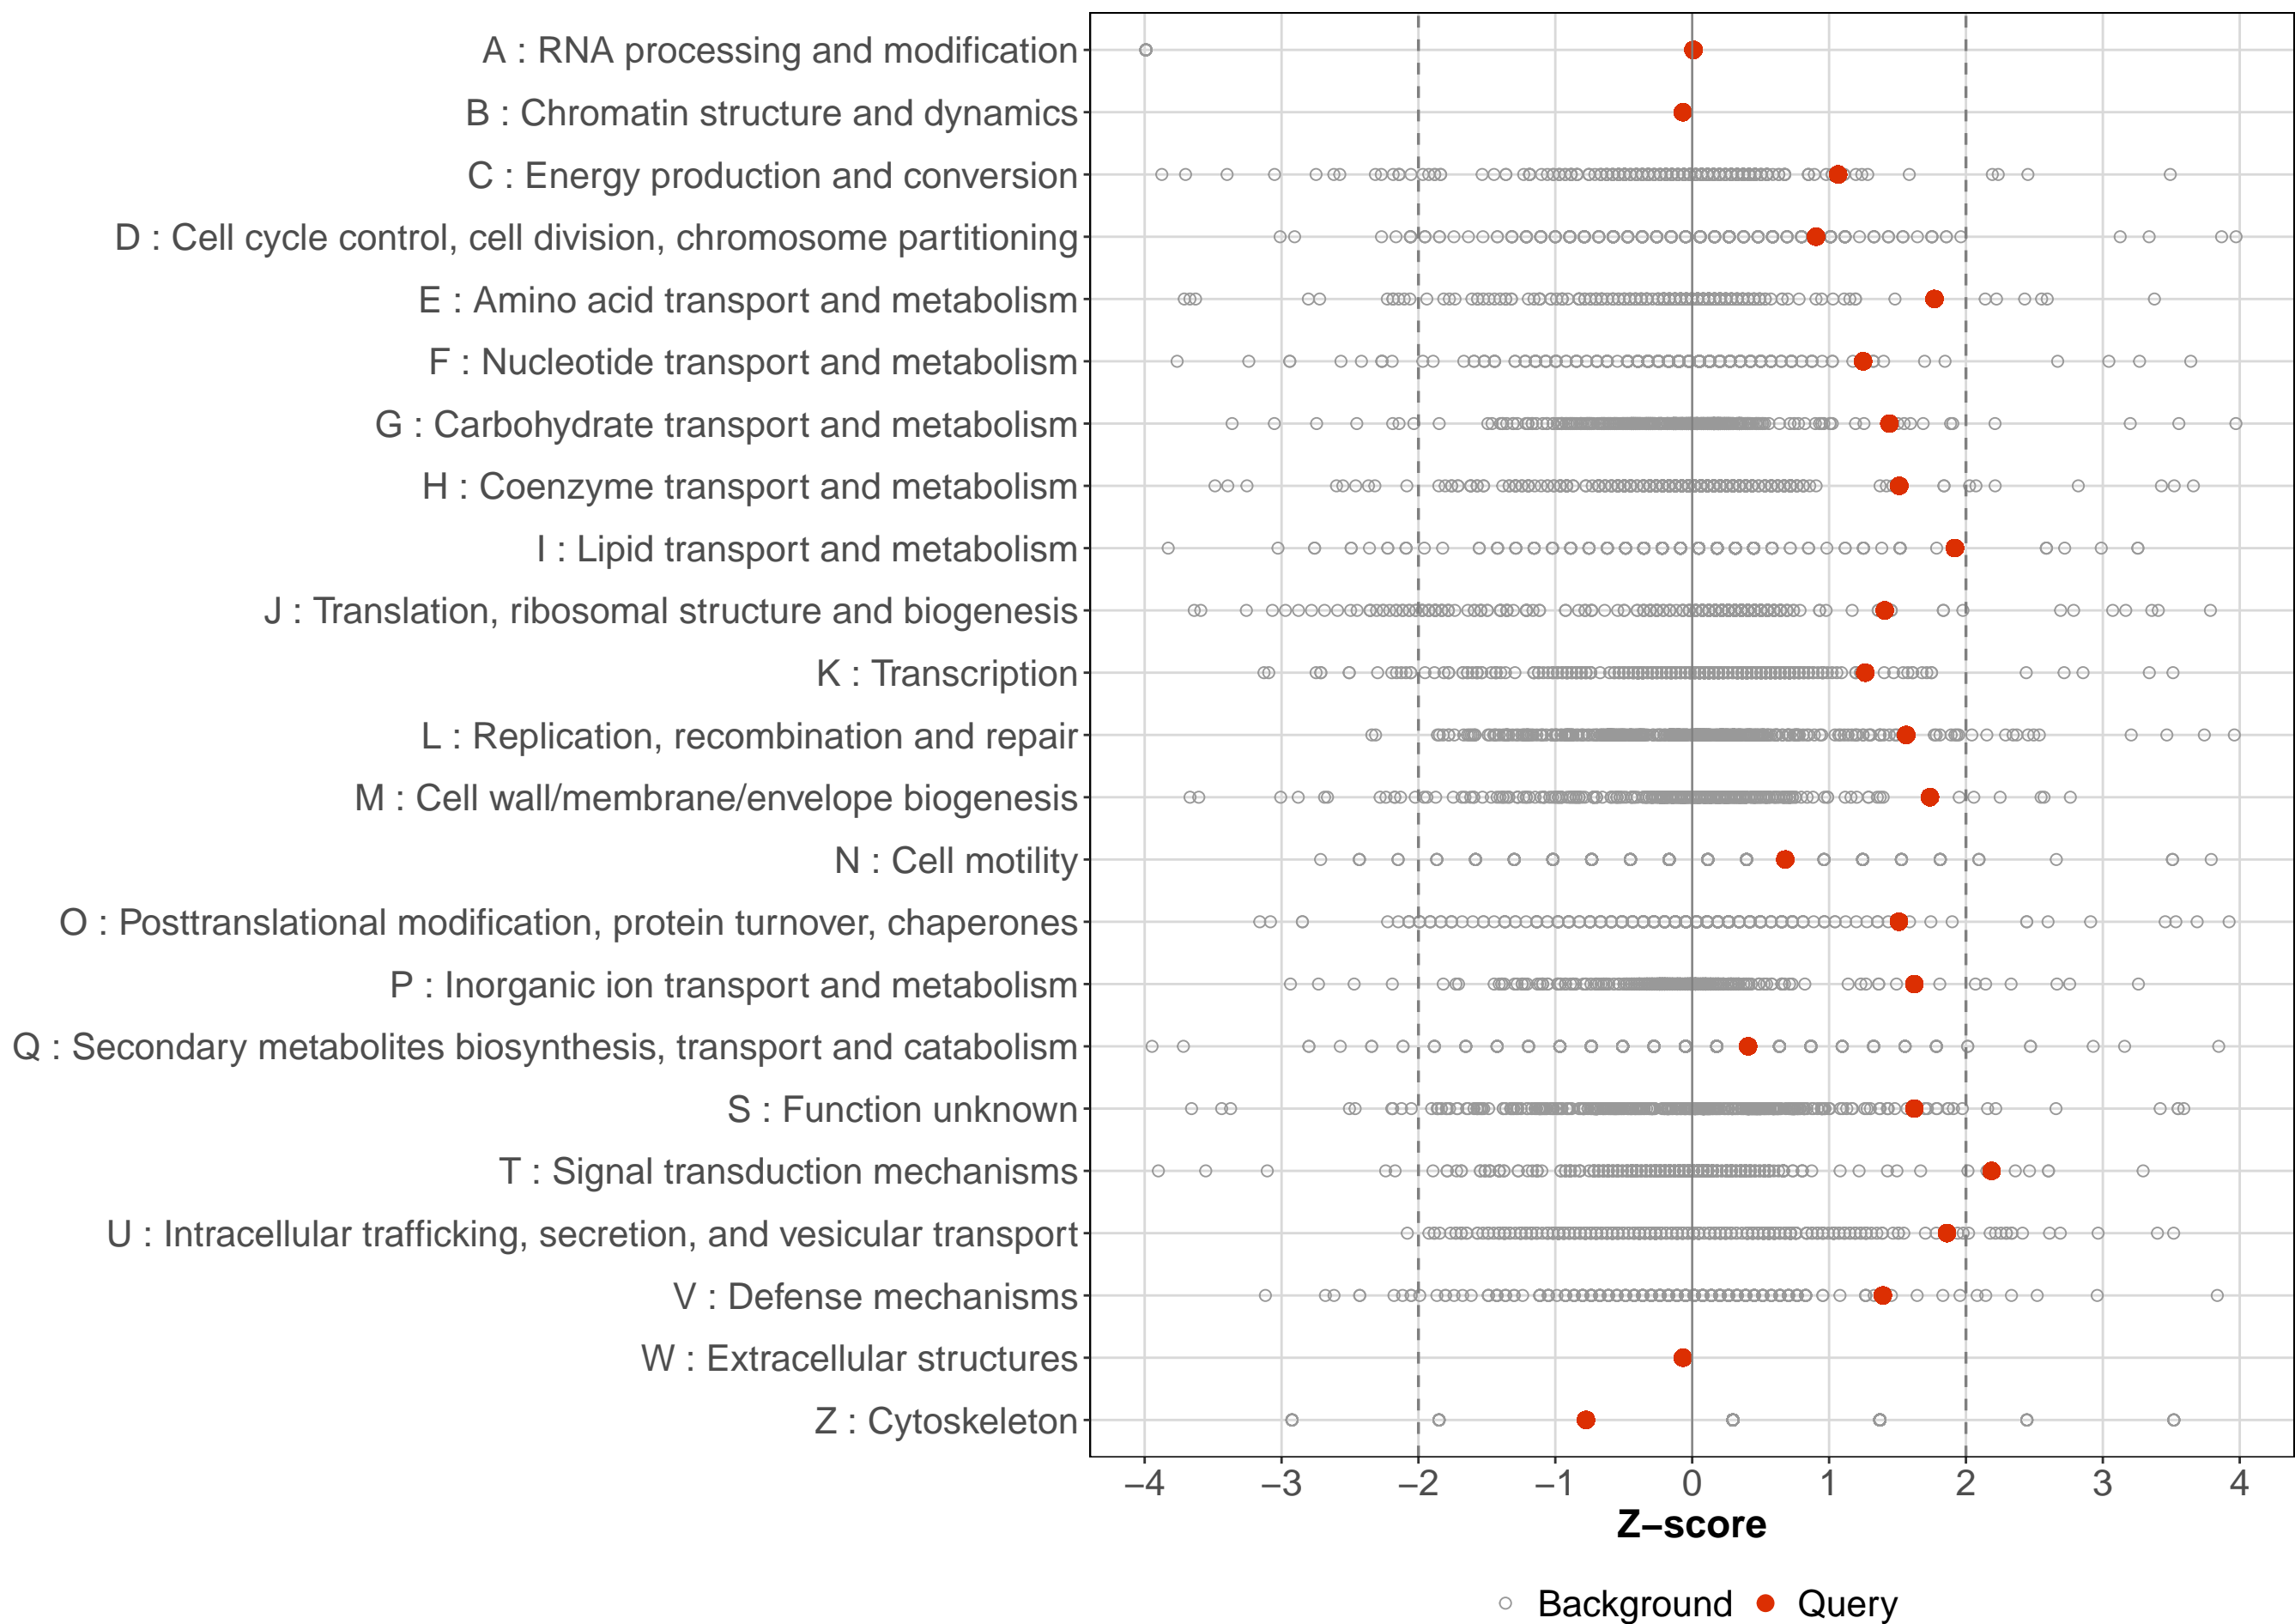 A : RNA processing and modification
B : Chromatin structure and dynamics
C : Energy production and conversion
D : Cell cycle control, cell division, chromosome partitioning
E : Amino acid transport and metabolism
F : Nucleotide transport and metabolism
G : Carbohydrate transport and metabolism
H : Coenzyme transport and metabolism
I : Lipid transport and metabolism
J : Translation, ribosomal structure and biogenesis
K : Transcription
L : Replication, recombination and repair
M : Cell wall/membrane/envelope biogenesis
N : Cell motility
O : Posttranslational modification, protein turnover, chaperones
P : Inorganic ion transport and metabolism
Q : Secondary metabolites biosynthesis, transport and catabolism
S : Function unknown
T : Signal transduction mechanisms
U : Intracellular trafficking, secretion, and vesicular transport
V : Defense mechanisms
W : Extracellular structures
Z : Cytoskeleton
−4 −3 −2 −1 0 1 2 3 4
Z−score
Background Query